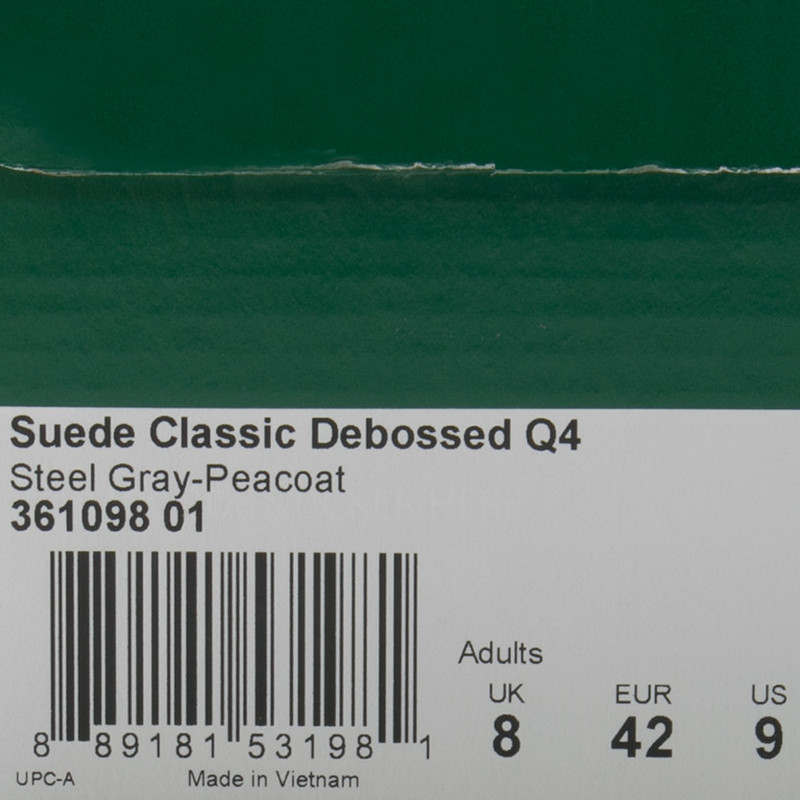 Suede Classic Debossed Q4
Steel Gray-Peacoat
361098 01
Adults
UK EUR US
8 42 9
8 89181 53198 1
UPC-A Made in Vietnam